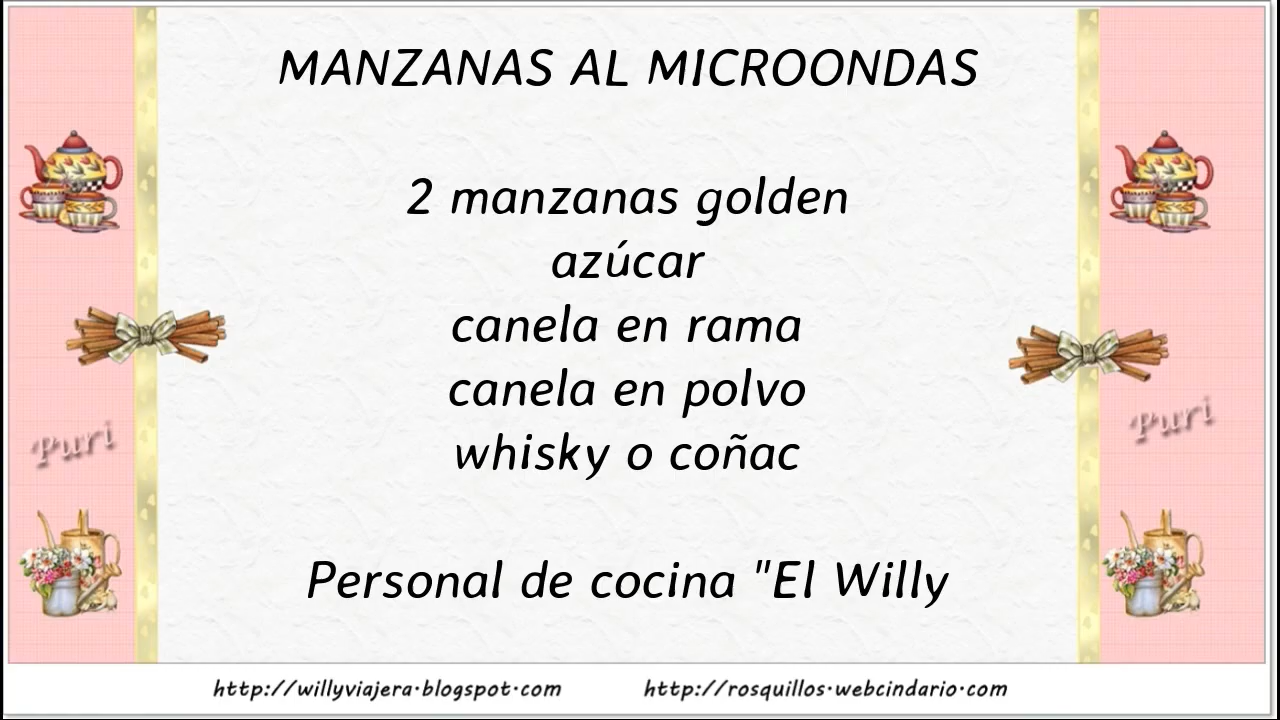 MANZANAS AL MICROONDAS
2 manzanas golden
azúcar
canela en rama
canela en polvo
whisky o coñac
Personal de cocina "El Willy
Puri
Puri
http://willyviajera.blogspot.com
http://rosquillos.webcindario.com